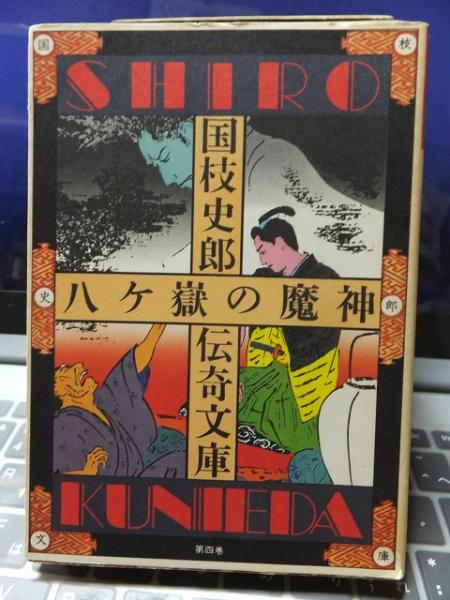 国
枝
SHIRO
国枝史郎
史
八ケ嶽の魔神
郎
伝奇文庫
KUNIEDA
文
第四巻
庫